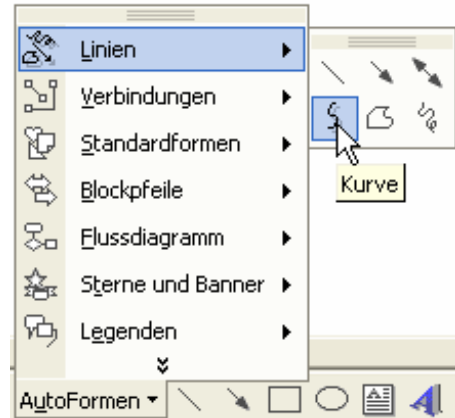 Linien
Verbindungen
Standardformen
Blockpfeile
Flussdiagramm
Sterne und Banner
Legenden
AutoFormen
Kurve